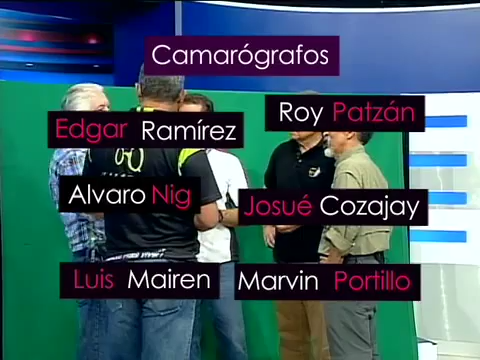 Camarógrafos
Edgar Ramírez
Roy Patzán
Alvaro Nig
Josué Cozajay
Luis Mairen
Marvin Portillo